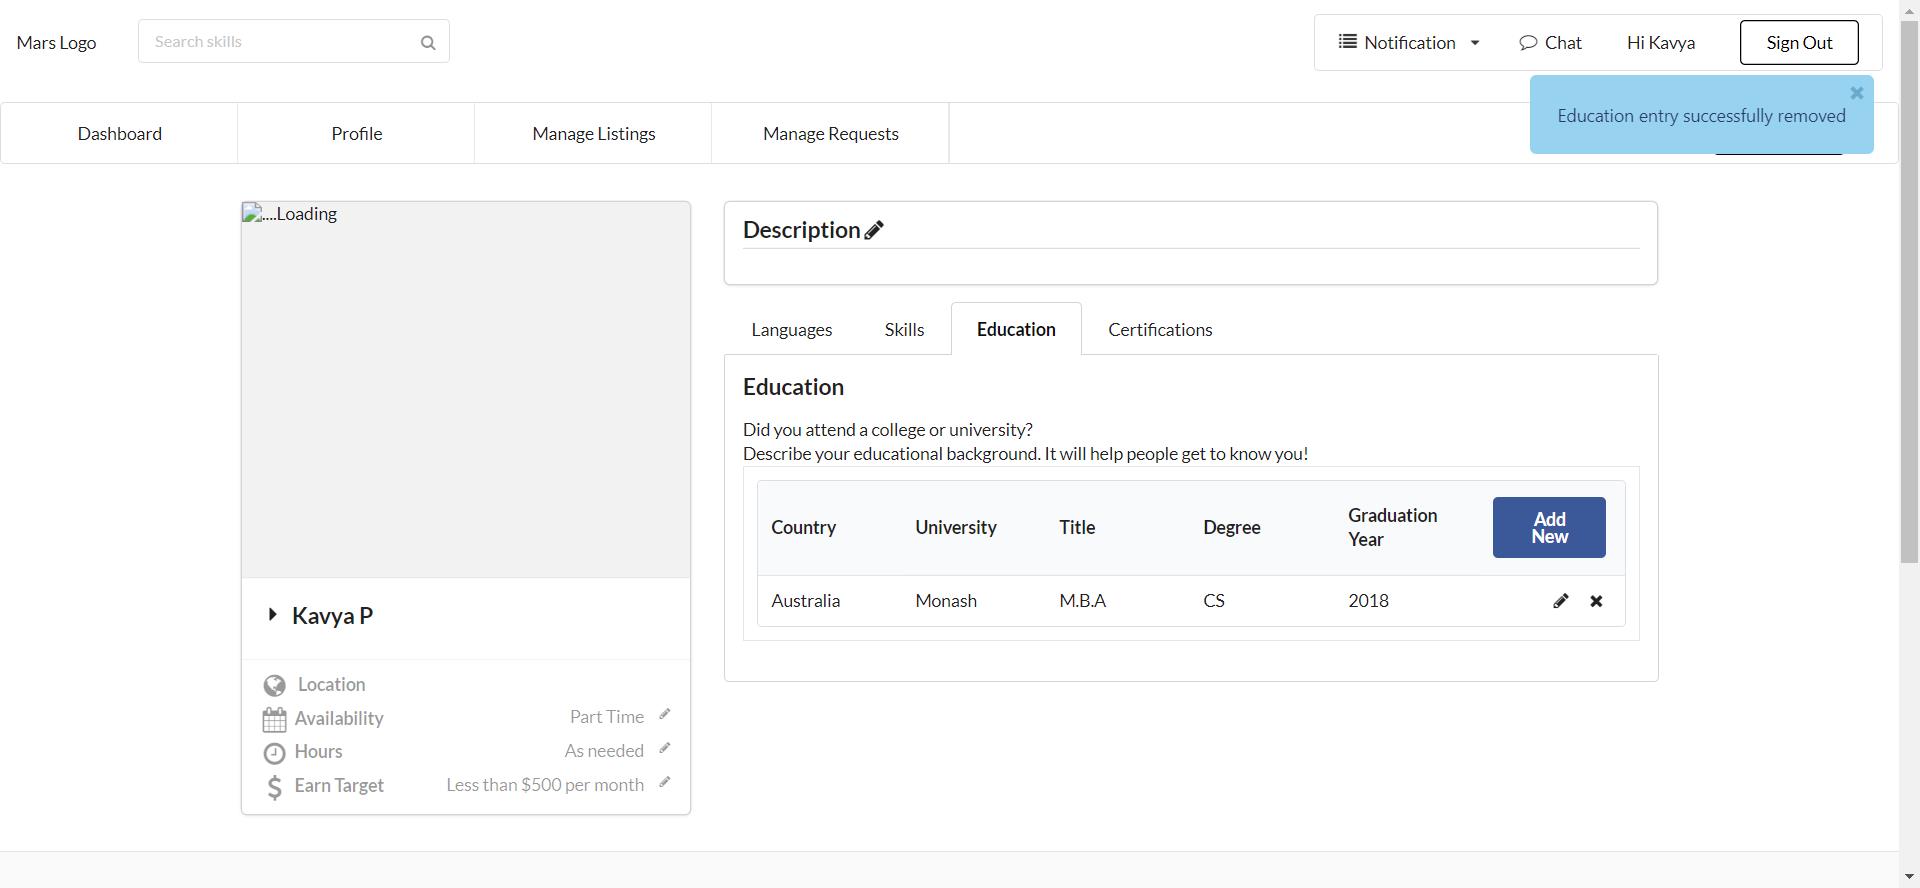 Mars Logo
Search skills
Notification
Chat
Hi Kavya
Sign Out
Education entry successfully removed
Dashboard
Profile
Manage Listings
Manage Requests
....Loading
Description
Languages
Skills
Education
Certifications
Education
Did you attend a college or university?
Describe your educational background. It will help people get to know you!
Country
University
Title
Degree
Graduation
Year
Add
New
Australia
Monash
M.B.A
CS
2018
Kavya P
Location
Availability
Part Time
Hours
As needed
Earn Target
Less than $500 per month